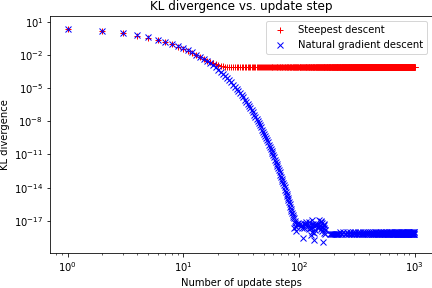 KL divergence vs. update step
Steepest descent
Natural gradient descent
KL divergence
10^1
10^-2
10^-5
10^-8
10^-11
10^-14
10^-17
10^0
10^1
10^2
10^3
Number of update steps